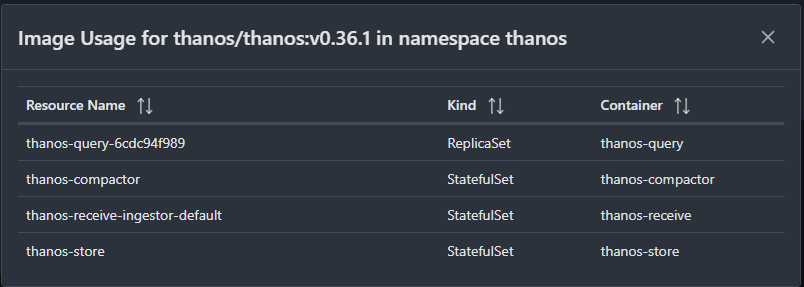 Image Usage for thanos/thanos:v0.36.1 in namespace thanos
Resource Name Kind Container
thanos-query-6cdc94f989 ReplicaSet thanos-query
thanos-compactor StatefulSet thanos-compactor
thanos-receive-ingestor-default StatefulSet thanos-receive
thanos-store StatefulSet thanos-store